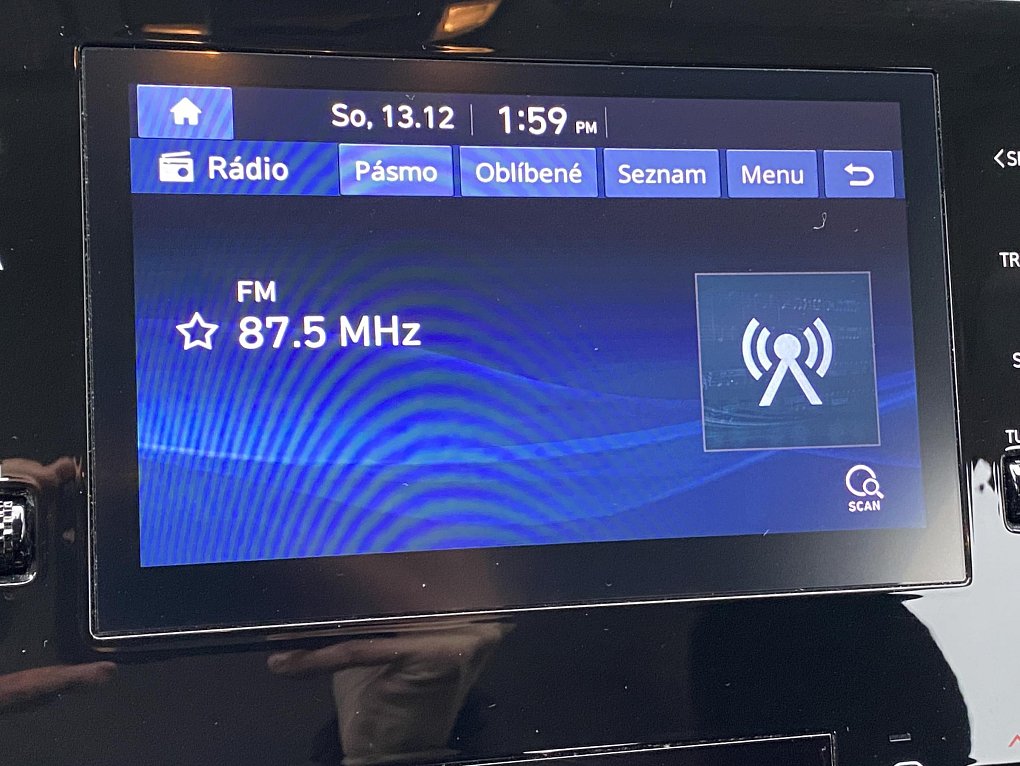 So, 13.12 1:59 PM
Rádio Pásmo Oblíbené Seznam Menu
FM
87.5 MHz
SCAN